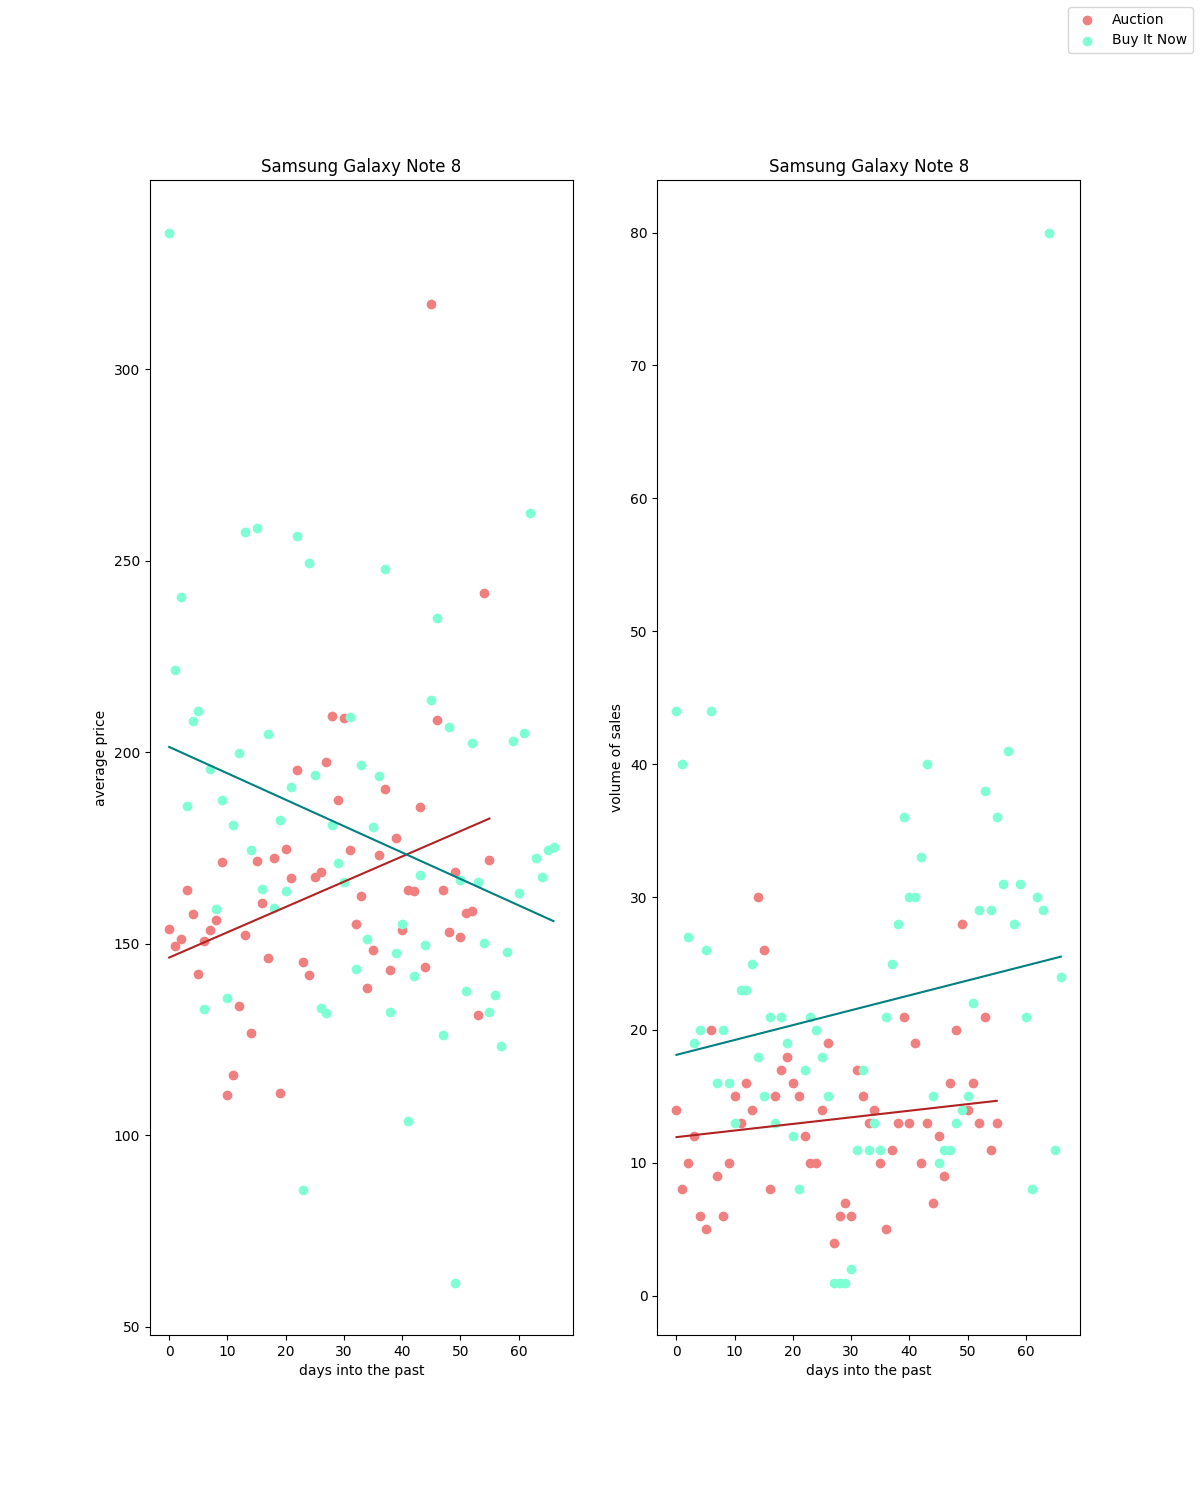 Auction
Buy It Now
Samsung Galaxy Note 8
300
250
200
150
100
50
average price
0 10 20 30 40 50 60
days into the past
Samsung Galaxy Note 8
80
70
60
50
40
30
20
10
0
volume of sales
0 10 20 30 40 50 60
days into the past